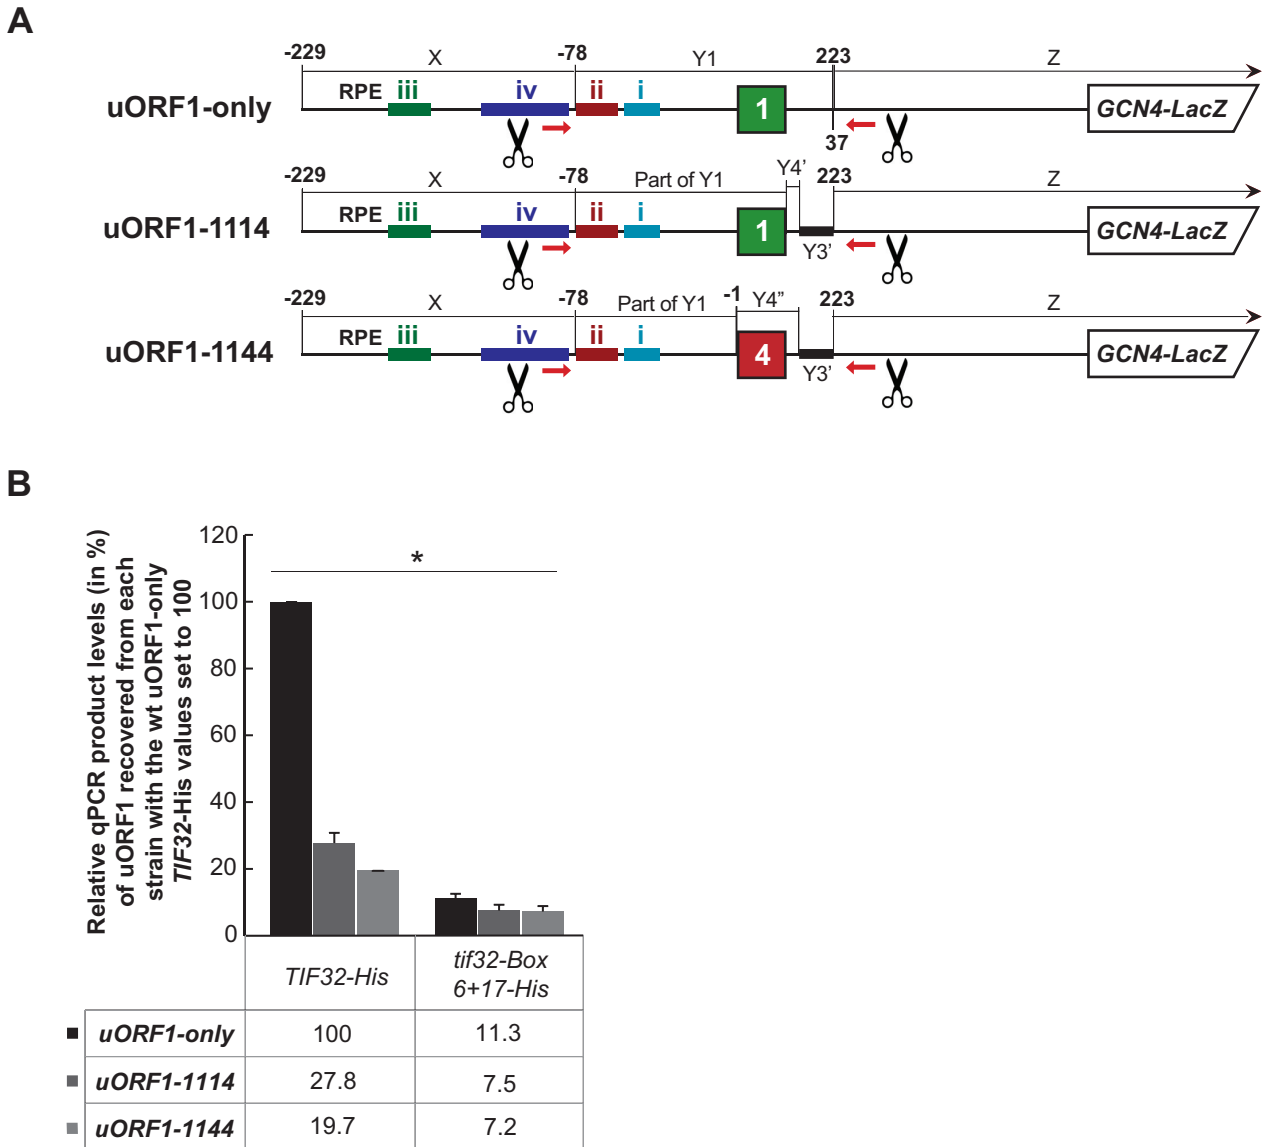 A
-229 X -78 Y1 223 Z
RPE iii iv ii i
uORF1-only 1 GCN4-LacZ
37
-229 X -78 Part of Y1 Y4' 223 Z
RPE iii iv ii i
uORF1-1114 1 GCN4-LacZ
Y3'
-229 X -78 Part of Y1 -1 Y4" 223 Z
RPE iii iv ii i
uORF1-1144 4 GCN4-LacZ
Y3'
B
Relative qPCR product levels (in %)
of uORF1 recovered from each
strain with the wt uORF1-only
TIF32-His values set to 100
120
100
80
60
40
20
0
*
TIF32-His
tif32-Box
6+17-His
uORF1-only 100 11.3
uORF1-1114 27.8 7.5
uORF1-1144 19.7 7.2